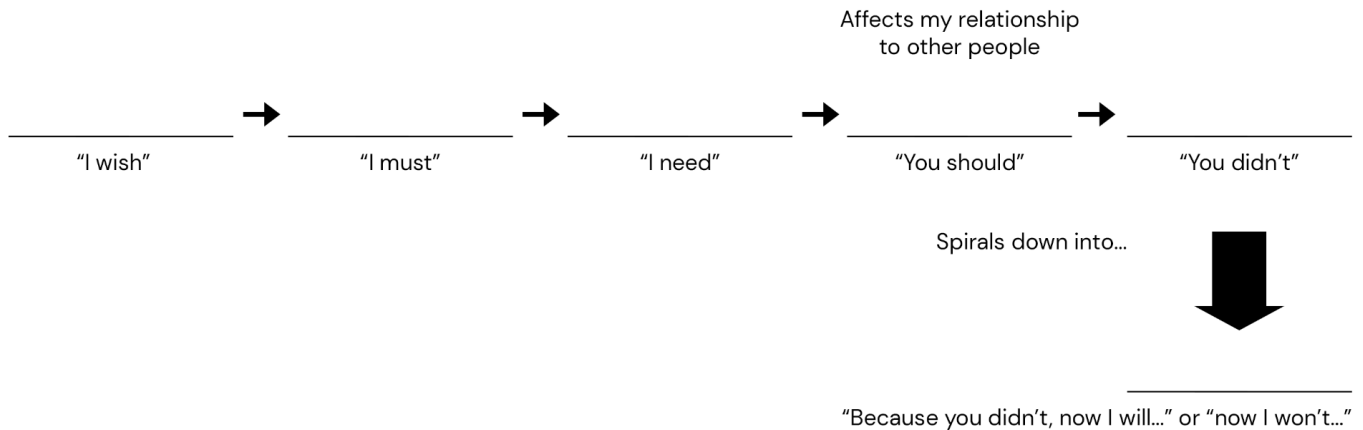 Affects my relationship
to other people
“I wish”
“I must”
“I need”
“You should”
“You didn’t”
Spirals down into...
“Because you didn’t, now I will...” or “now I won’t...”